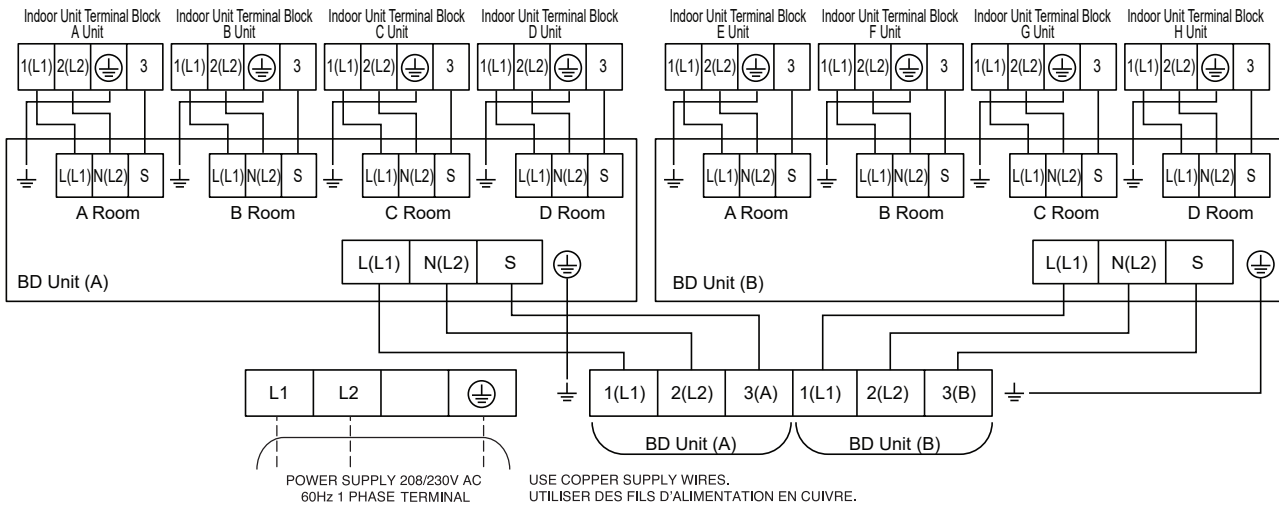 Indoor Unit Terminal Block Indoor Unit Terminal Block Indoor Unit Terminal Block Indoor Unit Terminal Block Indoor Unit Terminal Block Indoor Unit Terminal Block Indoor Unit Terminal Block Indoor Unit Terminal Block
A Unit B Unit C Unit D Unit E Unit F Unit G Unit H Unit
1(L1) 2(L2) 3 1(L1) 2(L2) 3 1(L1) 2(L2) 3 1(L1) 2(L2) 3 1(L1) 2(L2) 3 1(L1) 2(L2) 3 1(L1) 2(L2) 3 1(L1) 2(L2) 3
L(L1) N(L2) S L(L1) N(L2) S L(L1) N(L2) S L(L1) N(L2) S L(L1) N(L2) S L(L1) N(L2) S L(L1) N(L2) S L(L1) N(L2) S
A Room B Room C Room D Room A Room B Room C Room D Room
L(L1) N(L2) S L(L1) N(L2) S
BD Unit (A) BD Unit (B)
L1 L2 1(L1) 2(L2) 3(A) 1(L1) 2(L2) 3(B)
BD Unit (A) BD Unit (B)
POWER SUPPLY 208/230V AC USE COPPER SUPPLY WIRES.
60Hz 1 PHASE TERMINAL UTILISER DES FILS D'ALIMENTATION EN CUIVRE.